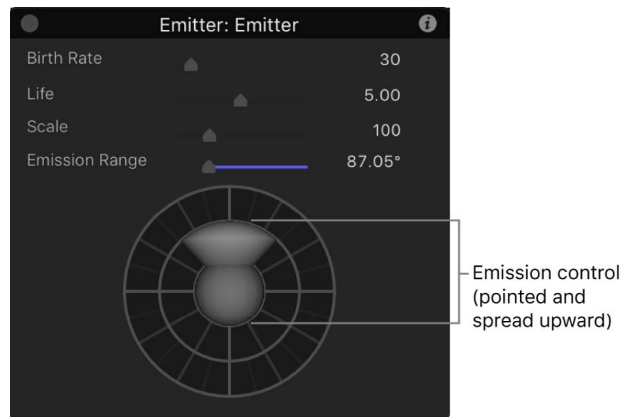 Emitter: Emitter
Birth Rate 30
Life 5.00
Scale 100
Emission Range 87.05°
Emission control
(pointed and
spread upward)